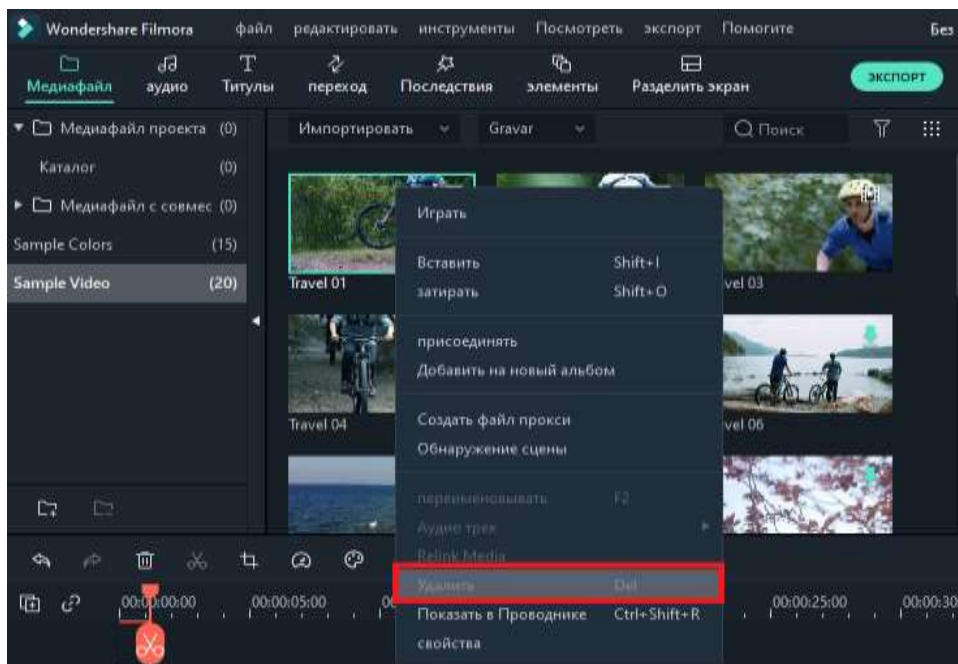 Wondershare Filmora файл редактировать инструменты Посмотреть экспорт Помогите Без
Медиафайл аудио Титулы переход Последствия элементы Разделить экран ЭКСПОРТ
Медиафайл проекта (0)
Импортировать Gravar Поиск
Каталог (0)
Медиафайл с совмес (0)
Sample Colors (15)
Sample Video (20)
Travel 01
vel 03
Travel 04
vel 06
Играть
Вставить Shift+I
затирать Shift+O
присоединять
Добавить на новый альбом
Создать файл прокси
Обнаружение сцены
переименовывать F2
Аудио трек
Relink Media
Удалить Del
Показать в Проводнике Ctrl+Shift+R
свойства
00:00:00:00 00:00:05:00 00 00:00:25:00 00:00:30